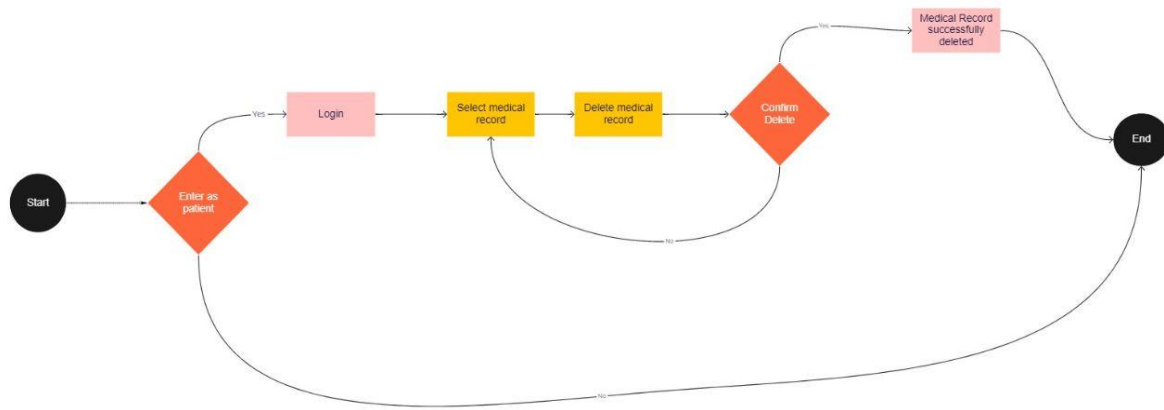 Start
Enter as
patient
Yes
Login
Select medical
record
Delete medical
record
Confirm
Delete
Yes
Medical Record
successfully
deleted
End
No
No